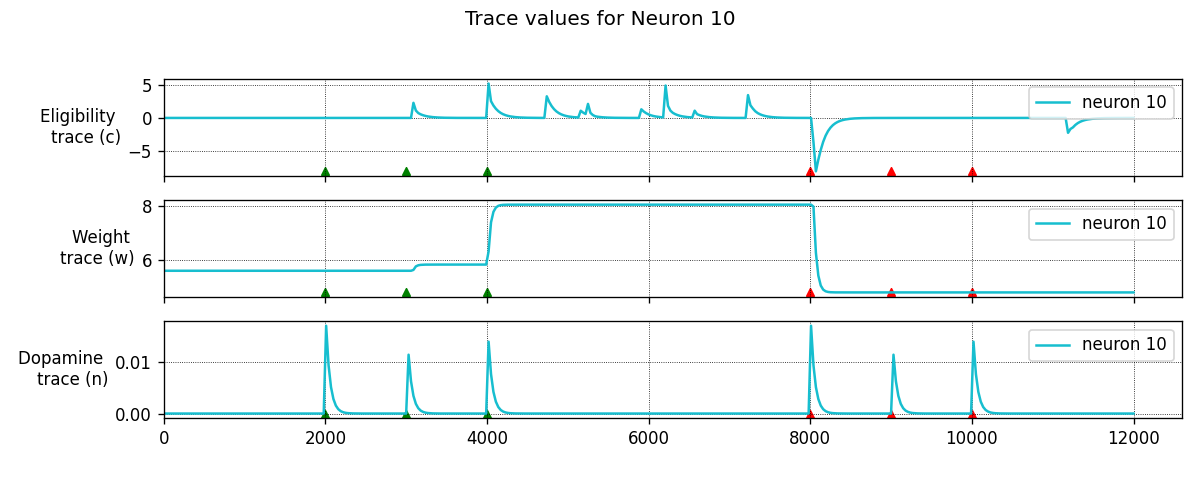 Trace values for Neuron 10
Eligibility
trace (c)
5
0
−5
neuron 10
Weight
trace (w)
8
6
neuron 10
Dopamine
trace (n)
0.01
0.00
neuron 10
0 2000 4000 6000 8000 10000 12000